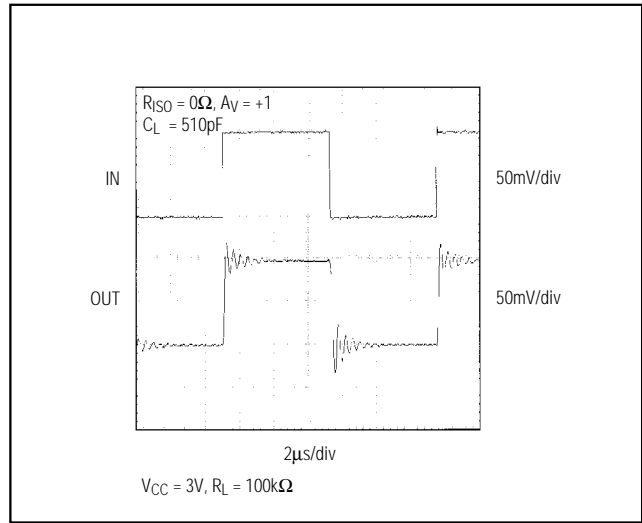 R_ISO = 0Ω, A_V = +1
C_L = 510pF
IN
50mV/div
OUT
50mV/div
2µs/div
V_CC = 3V, R_L = 100kΩ